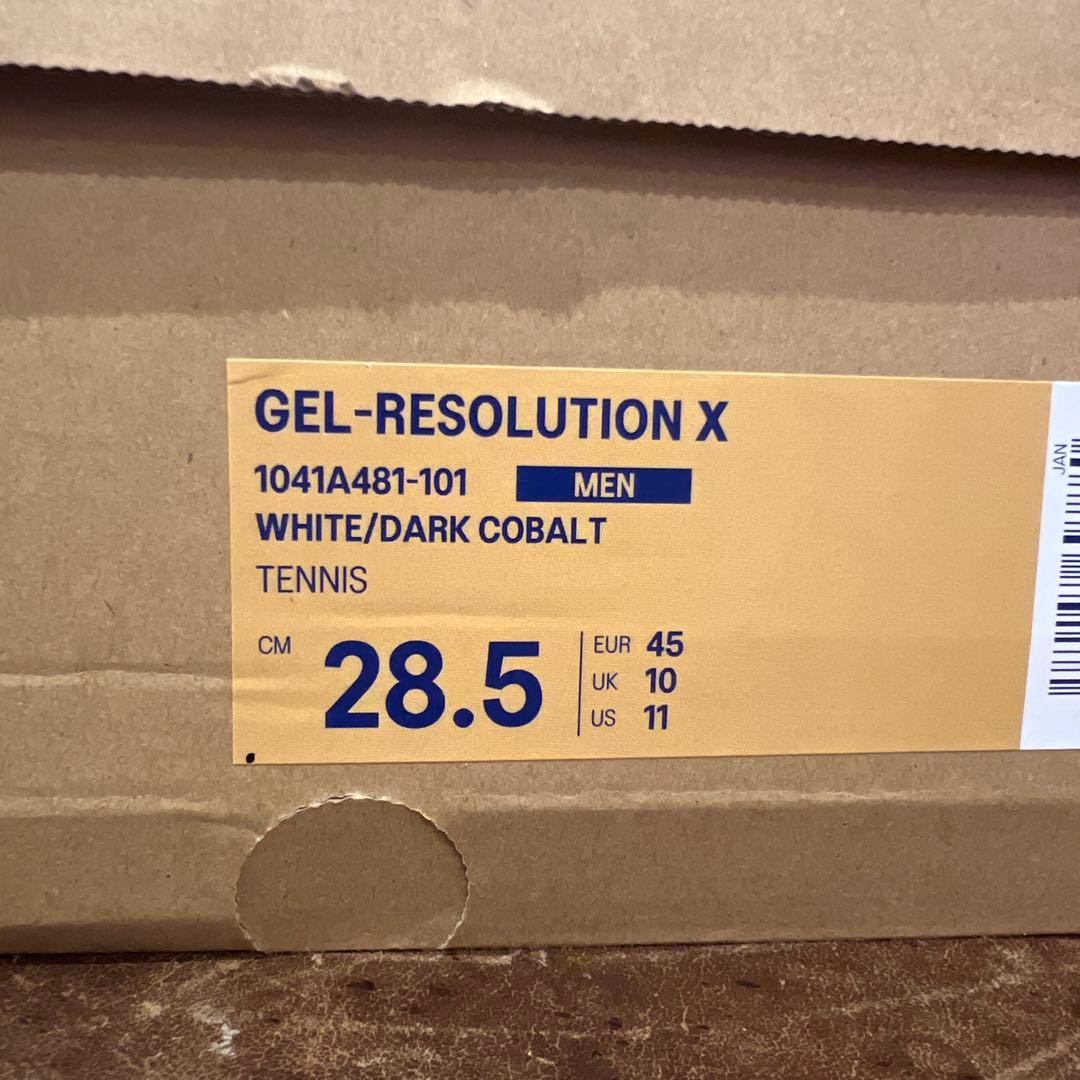 GEL-RESOLUTION X
1041A481-101 MEN
WHITE/DARK COBALT
TENNIS
CM 28.5
EUR 45
UK 10
US 11
JAN